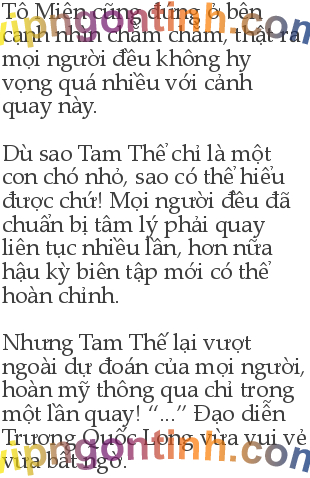 Tô Miên cũng đứng ở bên
cạnh nhìn chằm chằm, thật ra
mọi người đều không hy
vọng quá nhiều với cảnh
quay này.
Dù sao Tam Thể chỉ là một
con chó nhỏ, sao có thể hiểu
được chứ! Mọi người đều đã
chuẩn bị tâm lý phải quay
liên tục nhiều lần, hơn nữa
hậu kỳ biên tập mới có thể
hoàn chỉnh.
Nhưng Tam Thể lại vượt
ngoài dự đoán của mọi người,
hoàn mỹ thông qua chỉ trong
một lần quay! “...” Đạo diễn
Trương Quốc Long vừa vui vẻ
vừa bất ngờ.